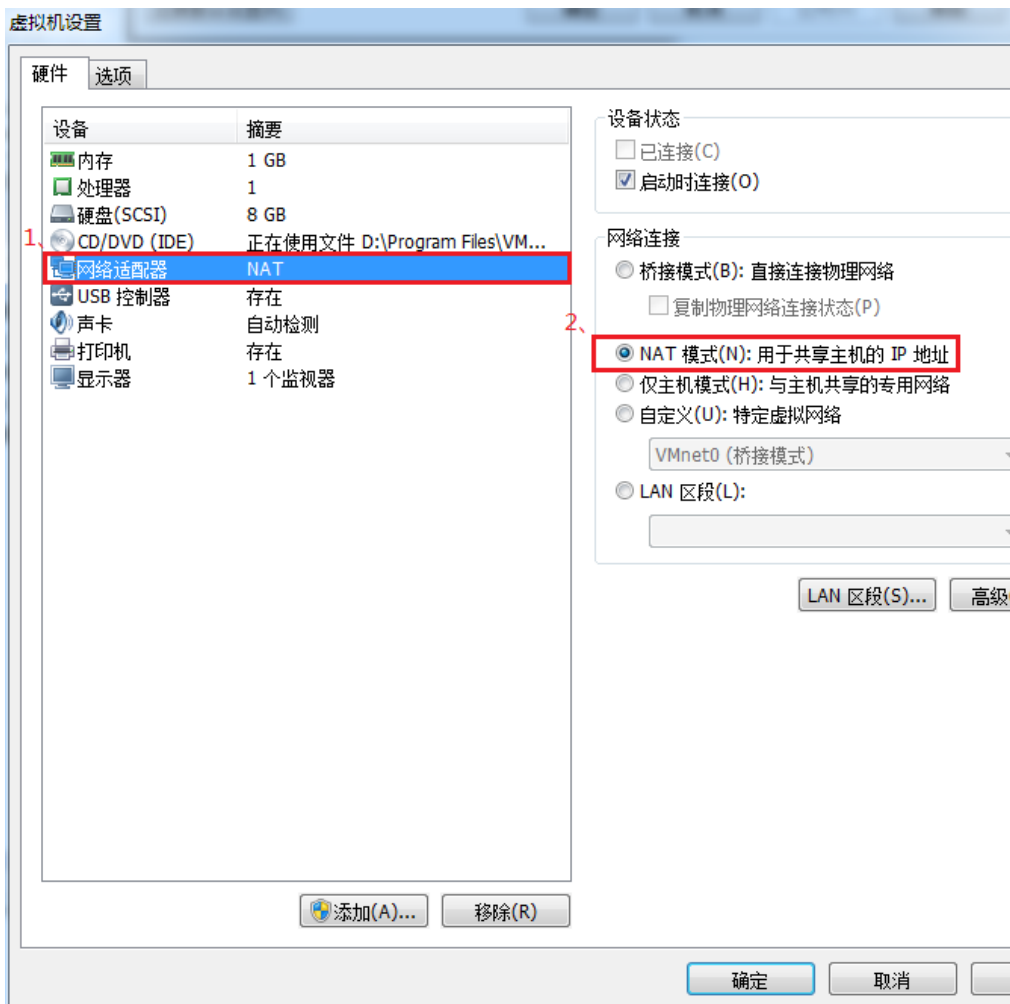 虚拟机设置
硬件 选项
设备 摘要
内存 1 GB
处理器 1
硬盘(SCSI) 8 GB
1、 CD/DVD (IDE) 正在使用文件 D:\Program Files\VM...
网络适配器 NAT
USB 控制器 存在
声卡 自动检测
打印机 存在
显示器 1 个监视器
添加(A)... 移除(R)
设备状态
已连接(C)
启动时连接(O)
网络连接
桥接模式(B): 直接连接物理网络
复制物理网络连接状态(P)
2、
NAT 模式(N): 用于共享主机的 IP 地址
仅主机模式(H): 与主机共享的专用网络
自定义(U): 特定虚拟网络
VMnet0 (桥接模式)
LAN 区段(L):
LAN 区段(S)... 高级
确定 取消